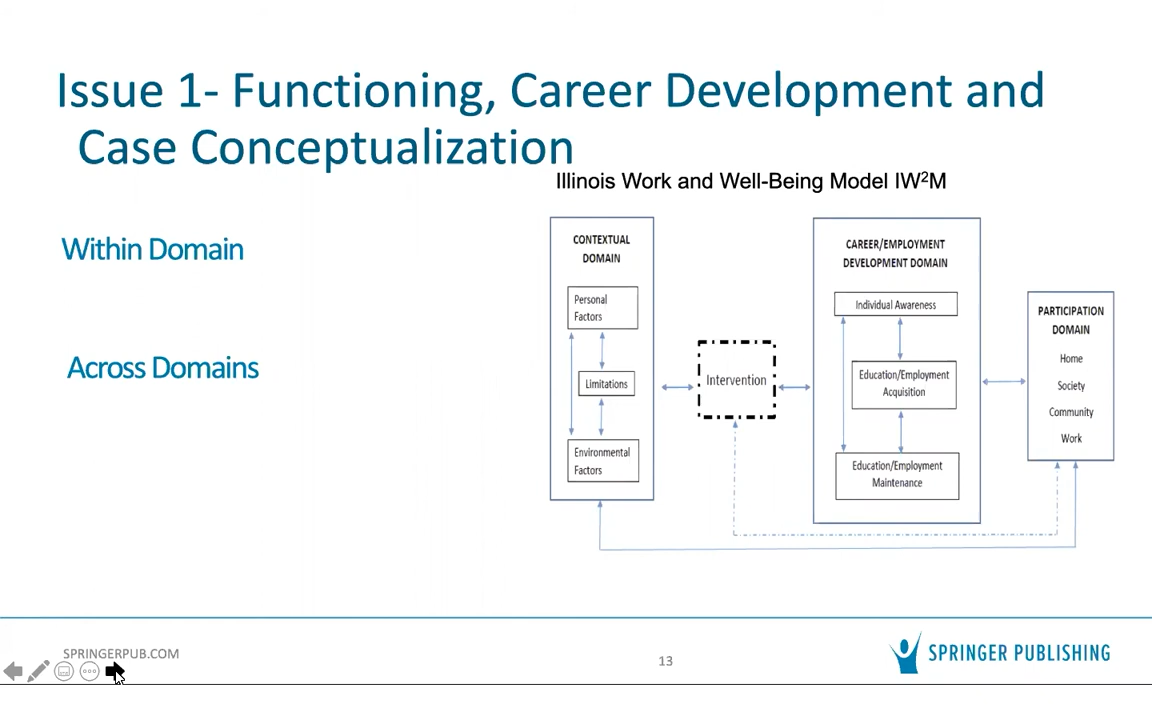 Issue 1- Functioning, Career Development and
Case Conceptualization
Illinois Work and Well-Being Model IW²M
Within Domain
Across Domains
CONTEXTUAL
DOMAIN
Personal
Factors
Limitations
Environmental
Factors
Intervention
CAREER/EMPLOYMENT
DEVELOPMENT DOMAIN
Individual Awareness
Education/Employment
Acquisition
Education/Employment
Maintenance
PARTICIPATION
DOMAIN
Home
Society
Community
Work
SPRINGERPUB.COM
13
SPRINGER PUBLISHING